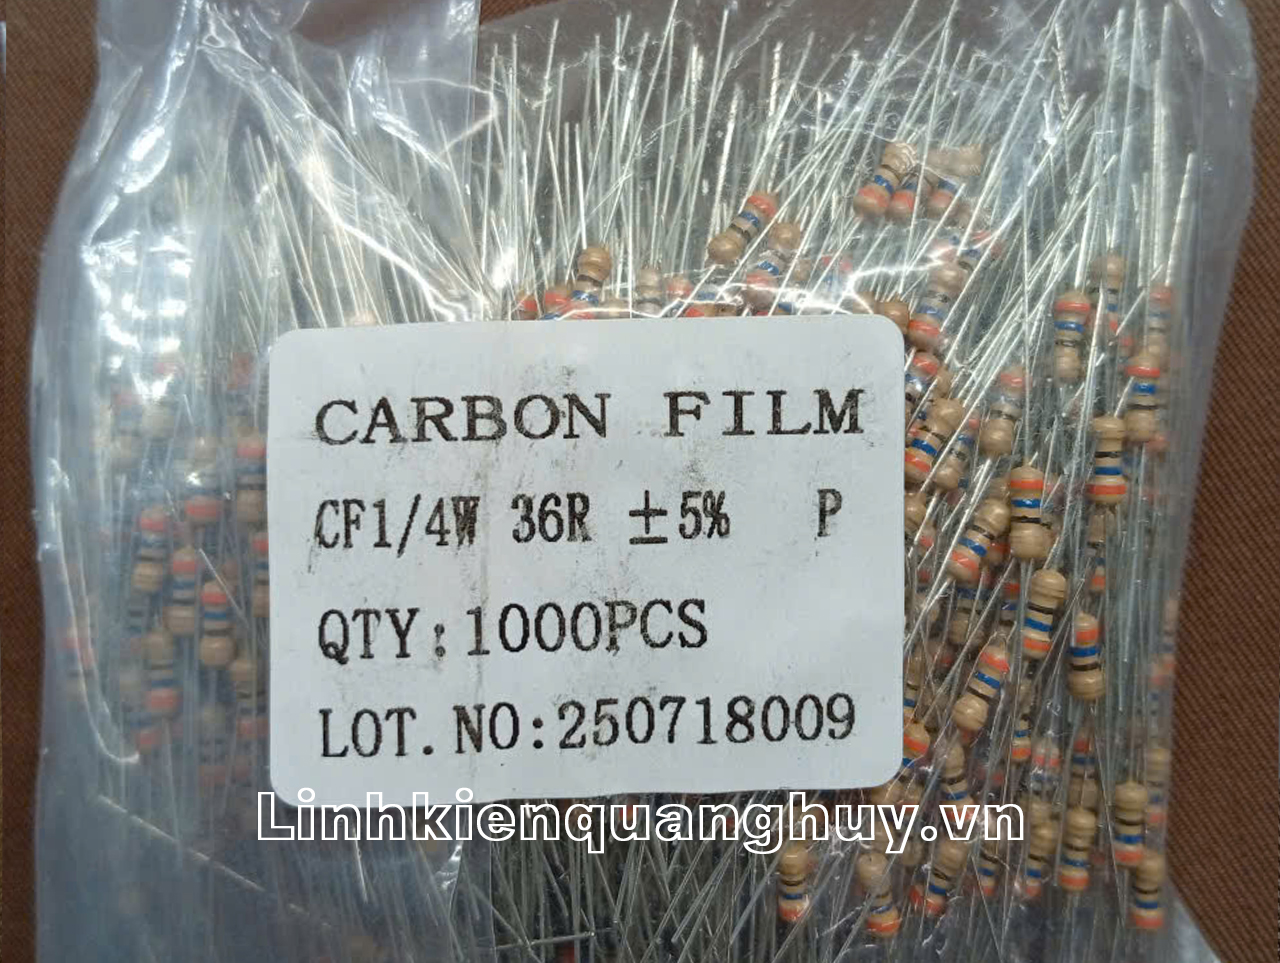 CARBON FILM
CF1/4W 36R ±5% P
QTY:1000PCS
LOT.NO:250718009
Linhkienquanghuy.vn